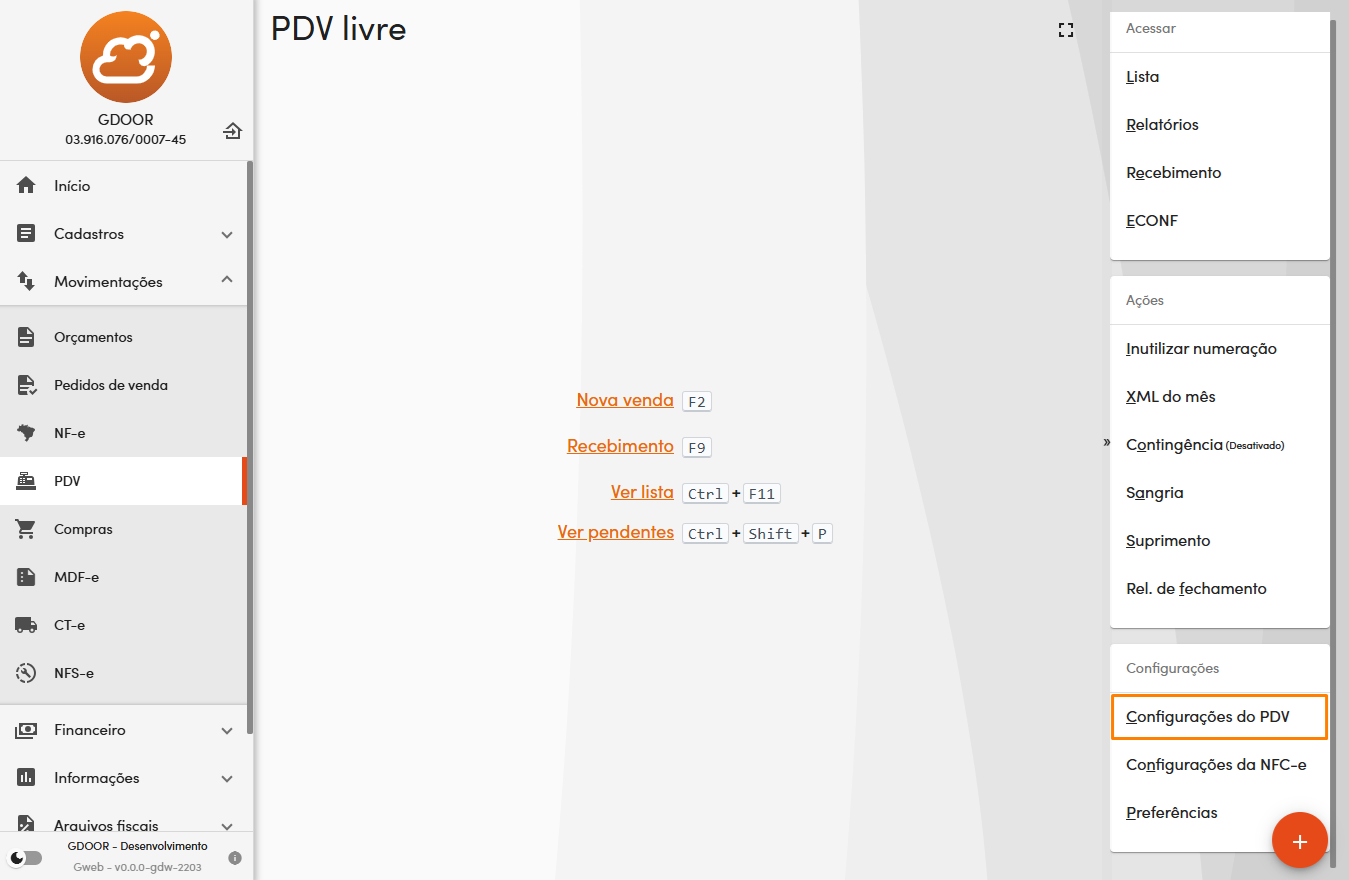 GDOOR
03.916.076/0007-45
Início
Cadastros
Movimentações
Orçamentos
Pedidos de venda
NF-e
PDV
Compras
MDF-e
CT-e
NFS-e
Financeiro
Informações
Arquivos fiscais
GDOOR - Desenvolvimento
Gweb - v0.0.0-gdw-2203
PDV livre
Nova venda F2
Recebimento F9
Ver lista Ctrl + F11
Ver pendentes Ctrl + Shift + P
»
Acessar
Lista
Relatórios
Recebimento
ECONF
Ações
Inutilizar numeração
XML do mês
Contingência (Desativado)
Sangria
Suprimento
Rel. de fechamento
Configurações
Configurações do PDV
Configurações da NFC-e
Preferências
+